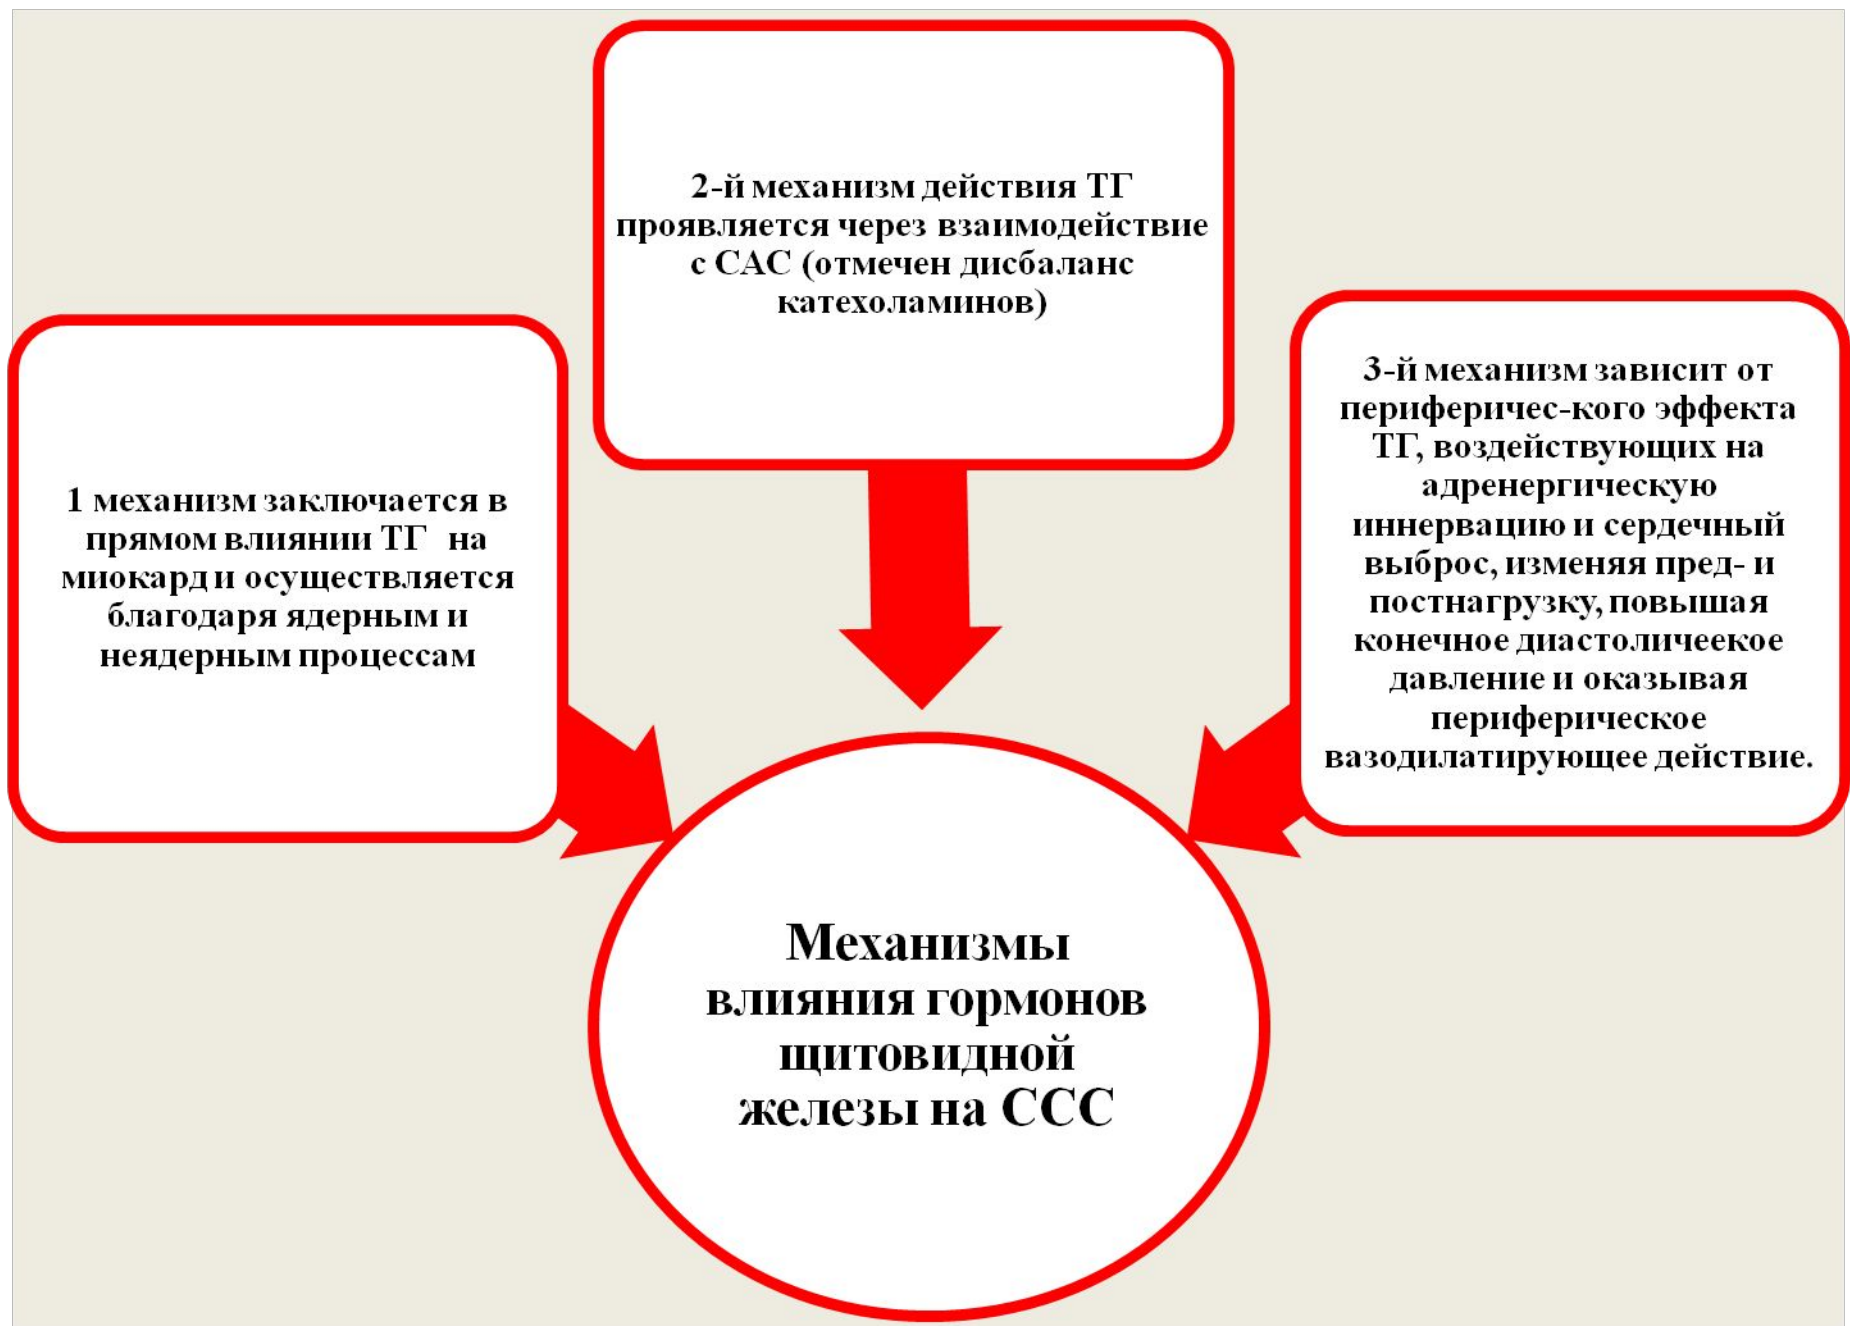 1 механизм заключается в
прямом влиянии ТГ на
миокард и осуществляется
благодаря ядерным и
неядерным процессам
2-й механизм действия ТГ
проявляется через взаимодействие
с САС (отмечен дисбаланс
катехоламинов)
3-й механизм зависит от
периферичес-кого эффекта
ТГ, воздействующих на
адренергическую
иннервацию и сердечный
выброс, изменяя пред- и
постнагрузку, повышая
конечное диастоличеекое
давление и оказывая
периферическое
вазодилатирующее действие.
Механизмы
влияния гормонов
щитовидной
железы на ССС